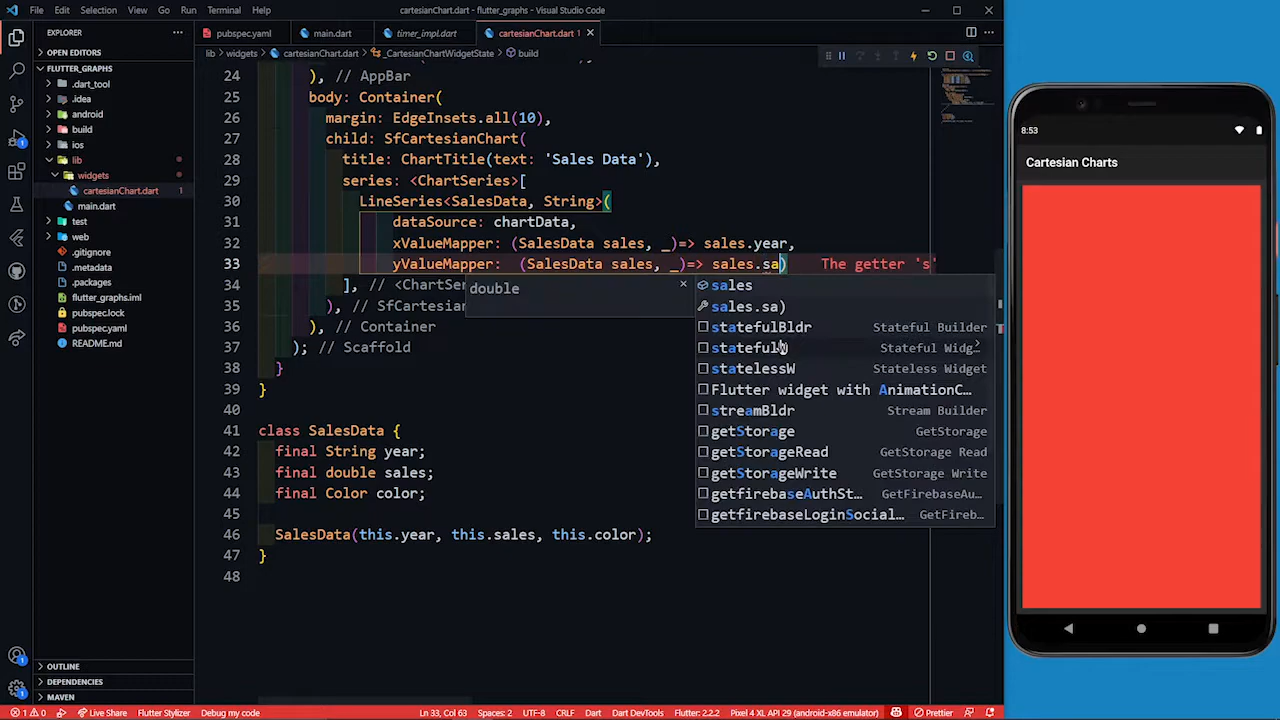 File Edit Selection View Go Run Terminal Help
cartesianChart.dart - flutter_graphs - Visual Studio Code
EXPLORER
OPEN EDITORS
FLUTTER_GRAPHS
.dart_tool
.idea
android
build
ios
lib
widgets
cartesianChart.dart 1
main.dart
test
web
.gitignore
.metadata
.packages
flutter_graphs.iml
pubspec.lock
pubspec.yaml
README.md
OUTLINE
DEPENDENCIES
MAVEN
pubspec.yaml main.dart timer_impl.dart cartesianChart.dart 1
lib > widgets > cartesianChart.dart > _CartesianChartWidgetState > build
24 ), // AppBar
25 body: Container(
26 margin: EdgeInsets.all(10),
27 child: SfCartesianChart(
28 title: ChartTitle(text: 'Sales Data'),
29 series: <ChartSeries>[
30 LineSeries<SalesData, String>(
31 dataSource: chartData,
32 xValueMapper: (SalesData sales, _)=> sales.year,
33 yValueMapper: (SalesData sales, _)=> sales.sa) The getter 's'
34 ], // <ChartSer
35 ), // SfCartesian
36 ), // Container
37 ); // Scaffold
38 }
39 }
40
41 class SalesData {
42 final String year;
43 final double sales;
44 final Color color;
45
46 SalesData(this.year, this.sales, this.color);
47 }
48
double
sales
sales.sa)
statefulBldr Stateful Builder
statefulW Stateful Widg…
statelessW Stateless Widget
Flutter widget with AnimationC…
streamBldr Stream Builder
getStorage GetStorage
getStorageRead GetStorage Read
getStorageWrite GetStorage Write
getfirebaseAuthSt… GetFirebaseAu…
getfirebaseLoginSocial… GetFireb…
8:53
Cartesian Charts
1 0 Live Share Flutter Stylizer Debug my code
Ln 33, Col 63 Spaces: 2 UTF-8 CRLF Dart Dart DevTools Flutter: 2.2.2 Pixel 4 XL API 29 (android-x86 emulator) Prettier